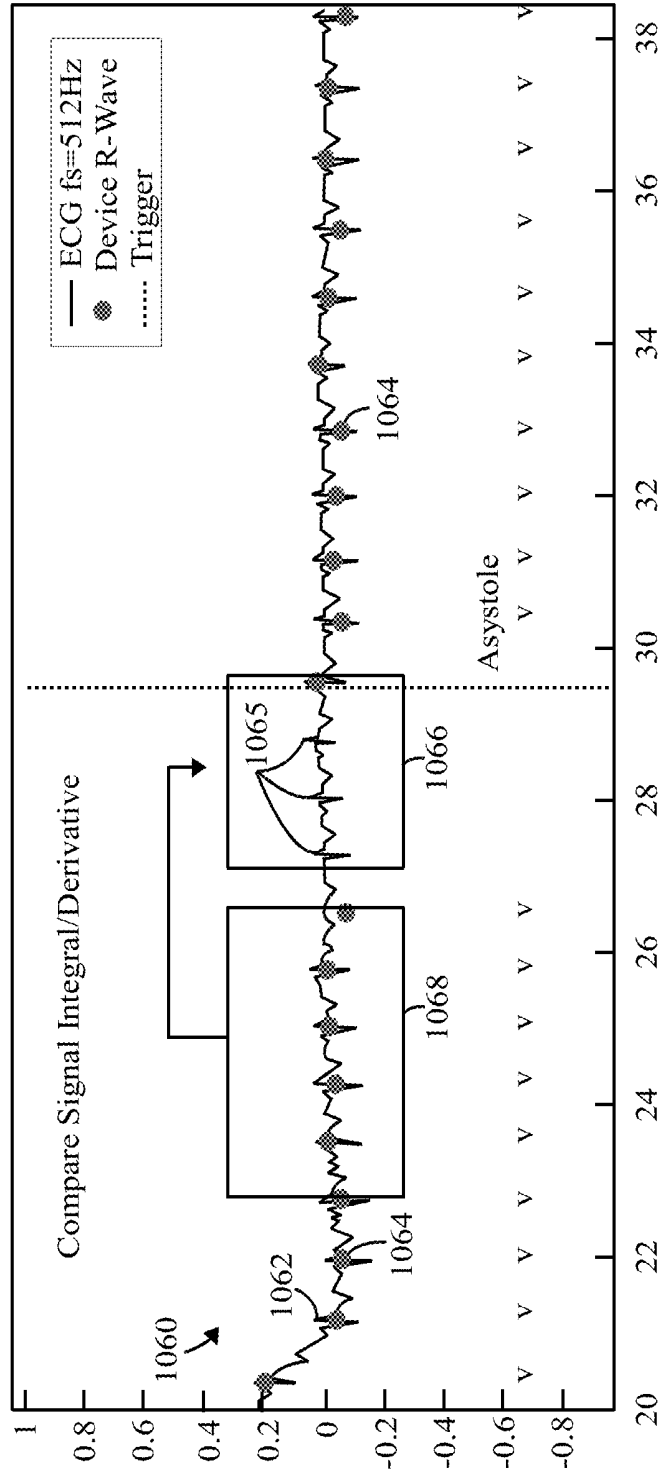 Compare Signal Integral/Derivative
ECG fs=512Hz
Device R-Wave
Trigger
1060
1062
1064
1065
1064
1068
1066
Asystole
1
0.8
0.6
0.4
0.2
0
-0.2
-0.4
-0.6
-0.8
V V V V V V V V V V V V V V V V V V V
20 22 24 26 28 30 32 34 36 38